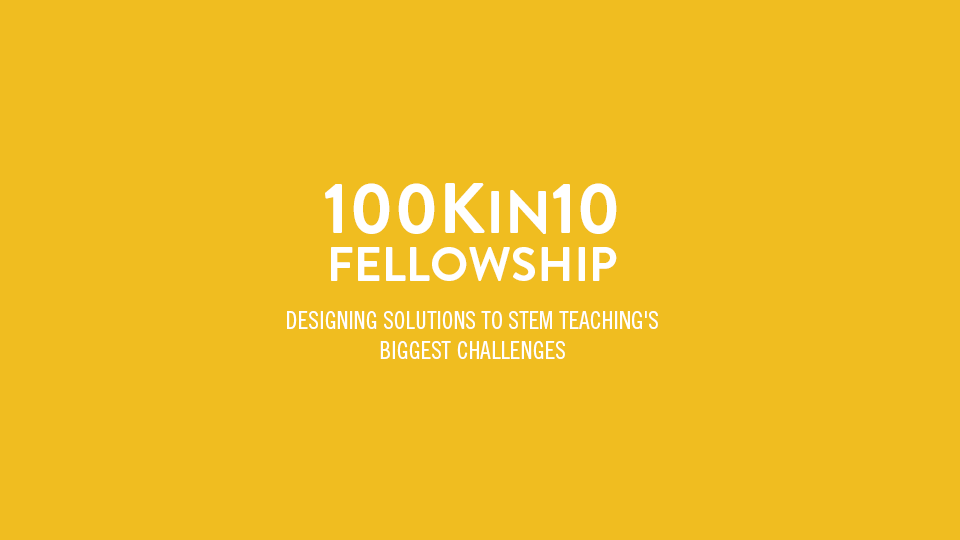 100KIN10
FELLOWSHIP
DESIGNING SOLUTIONS TO STEM TEACHING'S
BIGGEST CHALLENGES